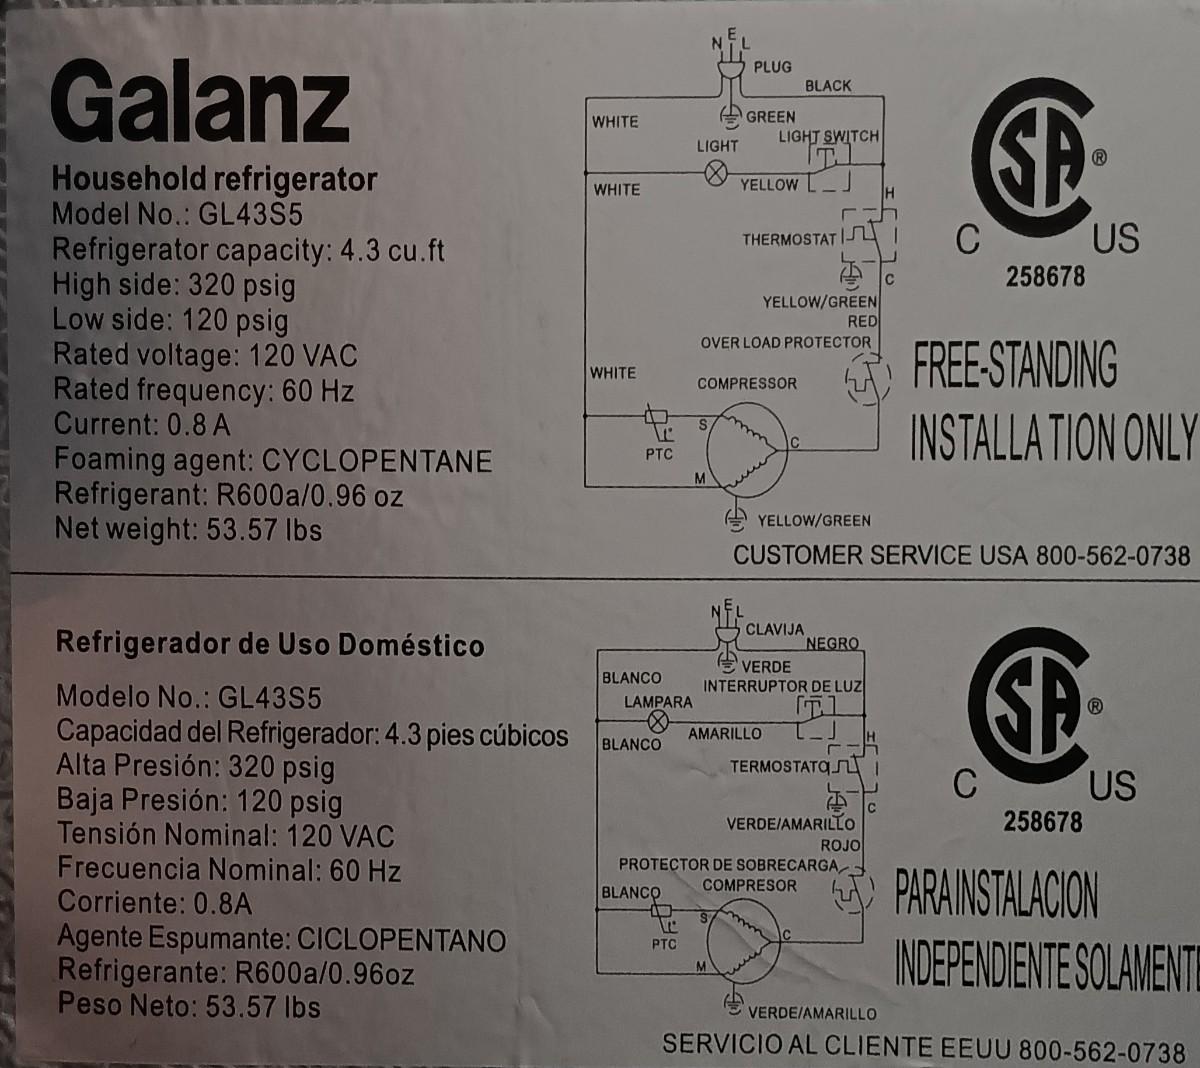 Galanz
Household refrigerator
Model No.: GL43S5
Refrigerator capacity: 4.3 cu.ft
High side: 320 psig
Low side: 120 psig
Rated voltage: 120 VAC
Rated frequency: 60 Hz
Current: 0.8 A
Foaming agent: CYCLOPENTANE
Refrigerant: R600a/0.96 oz
Net weight: 53.57 lbs
N E L
PLUG
BLACK
WHITE
GREEN
LIGHT
LIGHT SWITCH
WHITE
YELLOW
H
THERMOSTAT
C
YELLOW/GREEN
RED
OVER LOAD PROTECTOR
WHITE
COMPRESSOR
S
C
PTC
t°
M
YELLOW/GREEN
CSA ®
C US
258678
FREE-STANDING
INSTALLATION ONLY
CUSTOMER SERVICE USA 800-562-0738
Refrigerador de Uso Doméstico
Modelo No.: GL43S5
Capacidad del Refrigerador: 4.3 pies cúbicos
Alta Presión: 320 psig
Baja Presión: 120 psig
Tensión Nominal: 120 VAC
Frecuencia Nominal: 60 Hz
Corriente: 0.8A
Agente Espumante: CICLOPENTANO
Refrigerante: R600a/0.96oz
Peso Neto: 53.57 lbs
N E L
CLAVIJA
NEGRO
BLANCO
VERDE
LAMPARA
INTERRUPTOR DE LUZ
BLANCO
AMARILLO
H
TERMOSTATO
C
VERDE/AMARILLO
ROJO
PROTECTOR DE SOBRECARGA
BLANCO
COMPRESOR
S
C
PTC
t°
M
VERDE/AMARILLO
CSA ®
C US
258678
PARA INSTALACION
INDEPENDIENTE SOLAMENTE
SERVICIO AL CLIENTE EEUU 800-562-0738